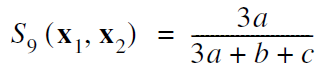 S₉ (x₁, x₂) = 3a / (3a + b + c)